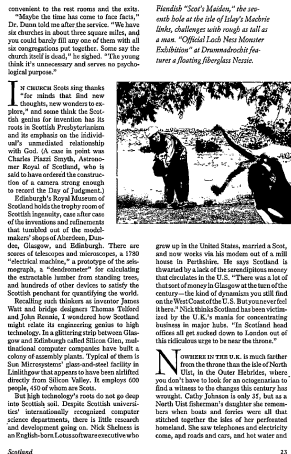 convenient to the rest rooms and the exits.
"Maybe the time has come to face facts,"
Dr. Dunn told me after the service. "We have
six churches in about three square miles, and
you could barely fill any one of them with all
six congregations put together. Some say the
church itself is dead," he sighed. "The young
think it's unnecessary and serves no psycho-
logical purpose."
IN CHURCH Scots sing thanks
"for minds that find new
thoughts, new wonders to ex-
plore," and some think the Scot-
tish genius for invention has its
roots in Scottish Presbyterianism
and its emphasis on the individ-
ual's unmediated relationship
with God. (A case in point was
Charles Piazzi Smyth, Astrono-
mer Royal of Scotland, who is
said to have ordered the construc-
tion of a camera strong enough
to record the Day of Judgment.)
Edinburgh's Royal Museum of
Scotland holds the trophy room of
Scottish ingenuity, case after case
of the inventions and refinements
that tumbled out of the model-
makers' shops of Aberdeen, Dun-
dee, Glasgow, and Edinburgh. There are
scores of telescopes and microscopes, a 1780
"electrical machine," a prototype of the seis-
mograph, a "dendrometer" for calculating
the extractable lumber from standing trees,
and hundreds of other devices to satisfy the
Scottish penchant for quantifying the world.
Recalling such thinkers as inventor James
Watt and bridge designers Thomas Telford
and John Rennie, I wondered how Scotland
might relate its engineering genius to high
technology. In a glittering strip between Glas-
gow and Edinburgh called Silicon Glen, mul-
tinational computer companies have built a
colony of assembly plants. Typical of them is
Sun Microsystems' glass-and-steel facility in
Linlithgow that appears to have been airlifted
directly from Silicon Valley. It employs 600
people, 450 of whom are Scots.
But high technology's roots do not go deep
into Scottish soil. Despite Scottish universi-
ties' internationally recognized computer
science departments, there is little research
and development going on. Nick Shelness is
an English-born Lotus software executive who
Fiendish "Scot's Maiden," the sev-
enth hole at the isle of Islay's Machrie
links, challenges with rough as tall as
a man. "Official Loch Ness Monster
Exhibition" at Drumnadrochit fea-
tures a floating fiberglass Nessie.
grew up in the United States, married a Scot,
and now works via his modem out of a mill
house in Perthshire. He says Scotland is
thwarted by a lack of the serendipitous money
that circulates in the U.S. "There was a lot of
that sort of money in Glasgow at the turn of the
century—the kind of dynamism you still find
on the West Coast of the U.S. But you never feel
it here." Nick thinks Scotland has been victim-
ized by the U.K.'s mania for concentrating
business in major hubs. "In Scotland head
offices all get sucked down to London out of
this ridiculous urge to be near the throne."
NOWHERE IN THE U.K. is much farther
from the throne than the isle of North
Uist, in the Outer Hebrides, where
you don't have to look for an octogenarian to
find a witness to the changes this century has
wrought. Cathy Johnson is only 35, but as a
North Uist fisherman's daughter she remem-
bers when boats and ferries were all that
stitched together the isles of her perforated
homeland. She saw telephones and electricity
come, and roads and cars, and hot water and
Scotland
23